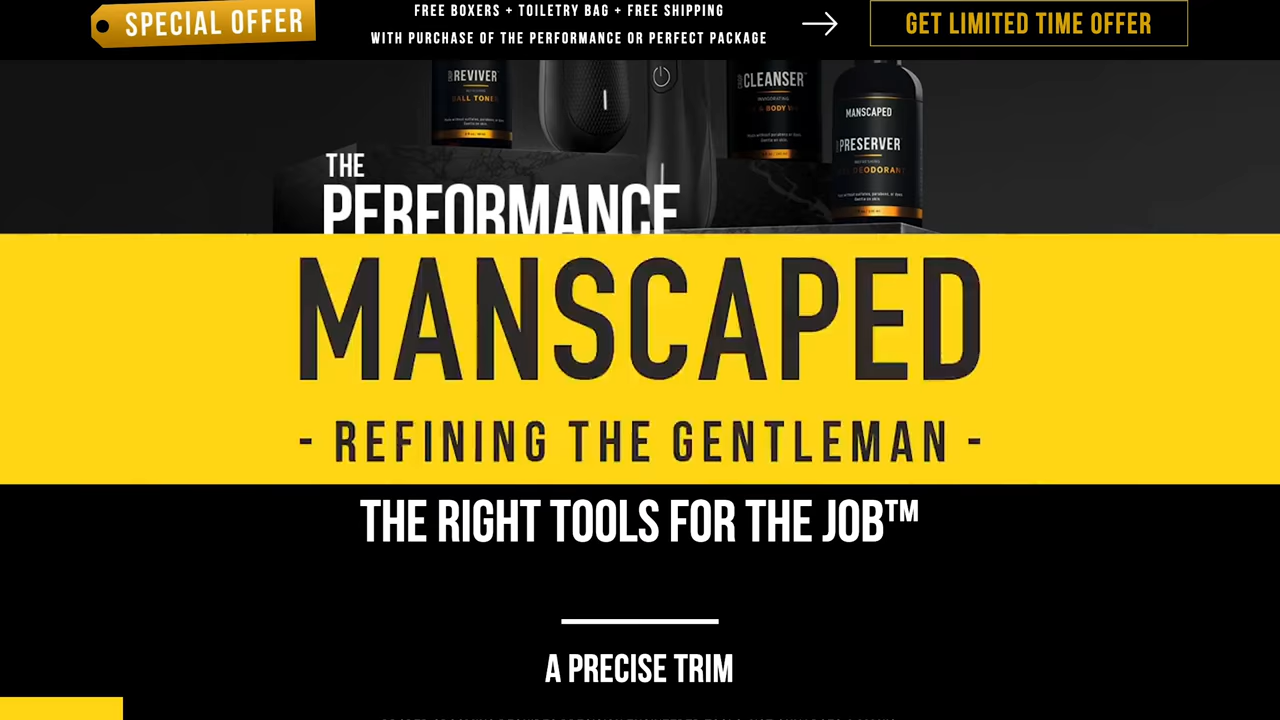 SPECIAL OFFER
FREE BOXERS + TOILETRY BAG + FREE SHIPPING
WITH PURCHASE OF THE PERFORMANCE OR PERFECT PACKAGE
GET LIMITED TIME OFFER
REVIVER
BALL TONER
CLEANSER
& BODY
MANSCAPED
PRESERVER
DEODORANT
THE
PERFORMANCE
MANSCAPED
- REFINING THE GENTLEMAN -
THE RIGHT TOOLS FOR THE JOB™
A PRECISE TRIM